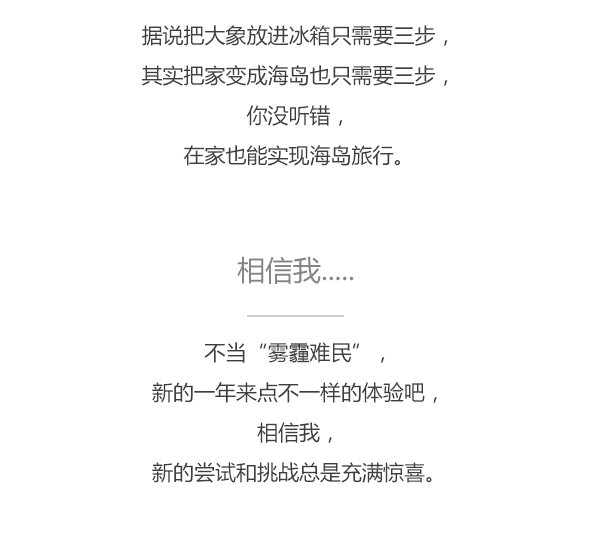 据说把大象放进冰箱只需要三步，
其实把家变成海岛也只需要三步，
你没听错，
在家也能实现海岛旅行。
相信我.....
不当“雾霾难民”，
新的一年来点不一样的体验吧，
相信我，
新的尝试和挑战总是充满惊喜。